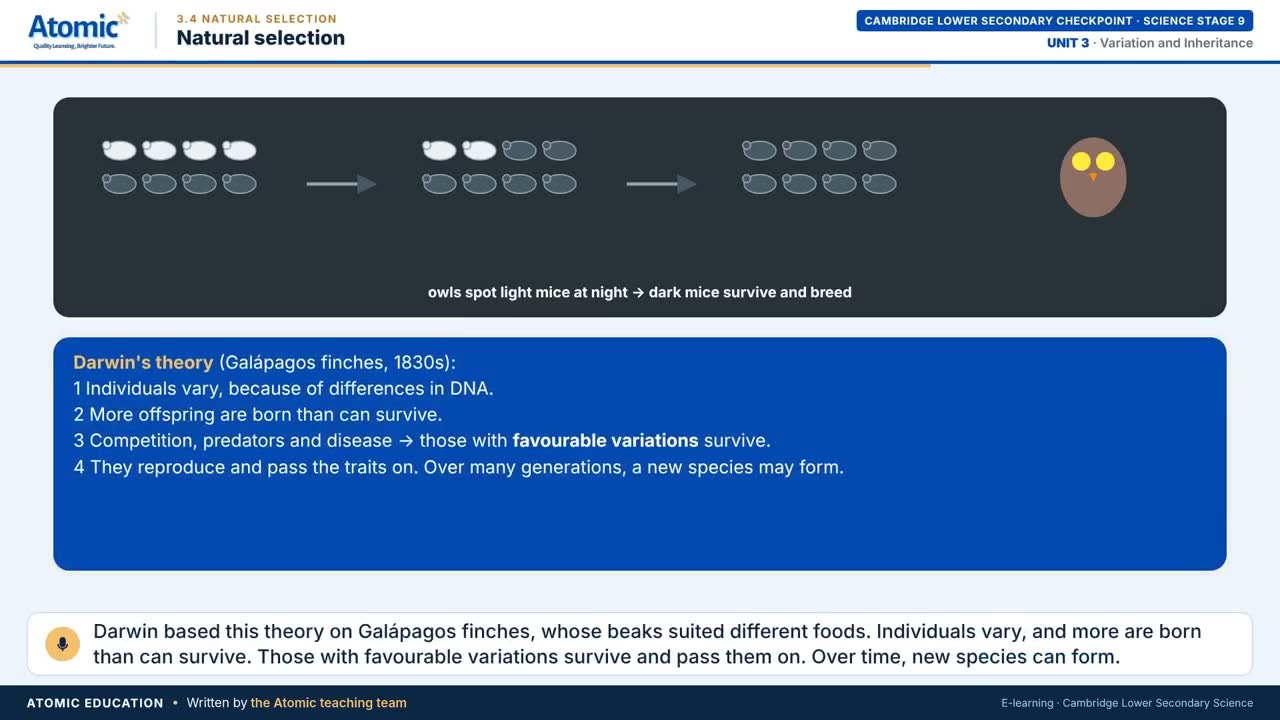 Atomic
Quality Learning, Brighter Future.
3.4 NATURAL SELECTION
Natural selection
CAMBRIDGE LOWER SECONDARY CHECKPOINT · SCIENCE STAGE 9
UNIT 3 · Variation and Inheritance
owls spot light mice at night → dark mice survive and breed
Darwin's theory (Galápagos finches, 1830s):
1 Individuals vary, because of differences in DNA.
2 More offspring are born than can survive.
3 Competition, predators and disease → those with favourable variations survive.
4 They reproduce and pass the traits on. Over many generations, a new species may form.
Darwin based this theory on Galápagos finches, whose beaks suited different foods. Individuals vary, and more are born
than can survive. Those with favourable variations survive and pass them on. Over time, new species can form.
ATOMIC EDUCATION • Written by the Atomic teaching team
E-learning · Cambridge Lower Secondary Science